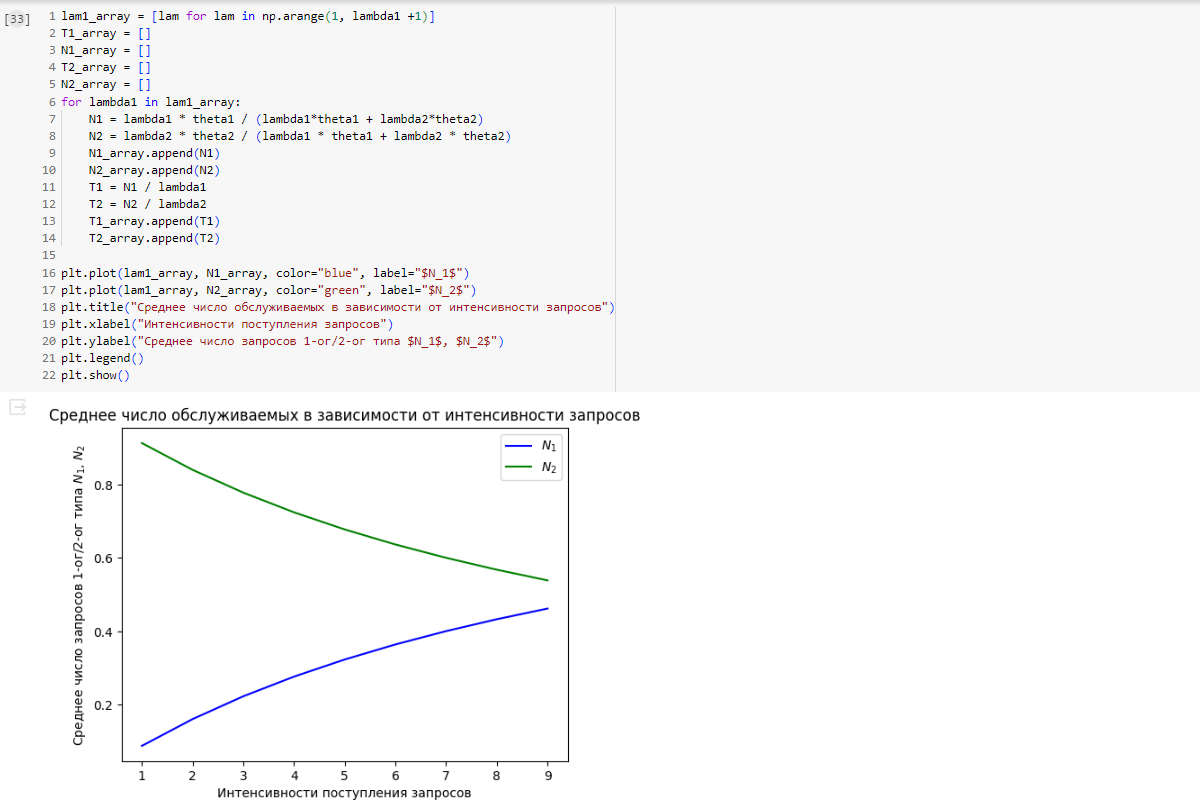 [33]
1 lam1_array = [lam for lam in np.arange(1, lambda1 +1)]
2 T1_array = []
3 N1_array = []
4 T2_array = []
5 N2_array = []
6 for lambda1 in lam1_array:
7     N1 = lambda1 * theta1 / (lambda1*theta1 + lambda2*theta2)
8     N2 = lambda2 * theta2 / (lambda1 * theta1 + lambda2 * theta2)
9     N1_array.append(N1)
10     N2_array.append(N2)
11     T1 = N1 / lambda1
12     T2 = N2 / lambda2
13     T1_array.append(T1)
14     T2_array.append(T2)
15
16 plt.plot(lam1_array, N1_array, color="blue", label="$N_1$")
17 plt.plot(lam1_array, N2_array, color="green", label="$N_2$")
18 plt.title("Среднее число обслуживаемых в зависимости от интенсивности запросов")
19 plt.xlabel("Интенсивности поступления запросов")
20 plt.ylabel("Среднее число запросов 1-ог/2-ог типа $N_1$, $N_2$")
21 plt.legend()
22 plt.show()
Среднее число обслуживаемых в зависимости от интенсивности запросов
Среднее число запросов 1-ог/2-ог типа N₁, N₂
N₁
N₂
0.8
0.6
0.4
0.2
1 2 3 4 5 6 7 8 9
Интенсивности поступления запросов